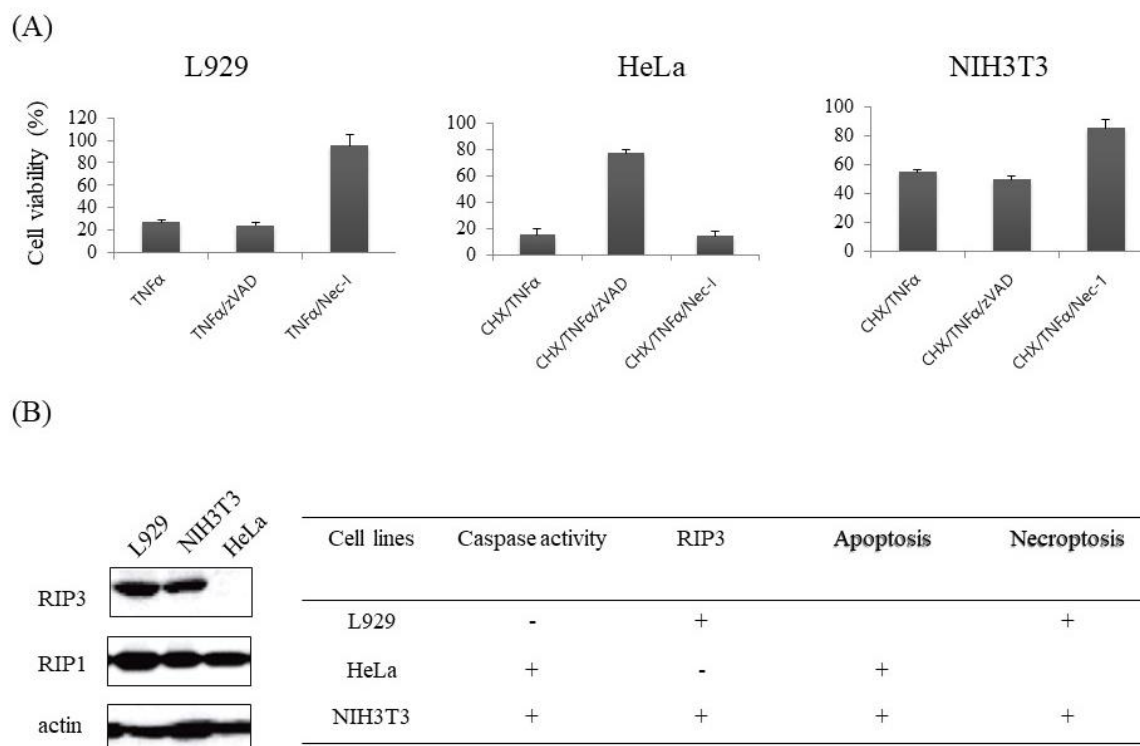 (A)
L929
HeLa
NIH3T3
Cell viability (%)
120
100
80
60
40
20
0
TNFα
TNFα/zVAD
TNFα/Nec-I
100
80
60
40
20
0
CHX/TNFα
CHX/TNFα/zVAD
CHX/TNFα/Nec-I
100
80
60
40
20
0
CHX/TNFα
CHX/TNFα/zVAD
CHX/TNFα/Nec-1
(B)
L929 NIH3T3 HeLa
RIP3
RIP1
actin
Cell lines Caspase activity RIP3 Apoptosis Necroptosis
L929 - + +
HeLa + - +
NIH3T3 + + + +